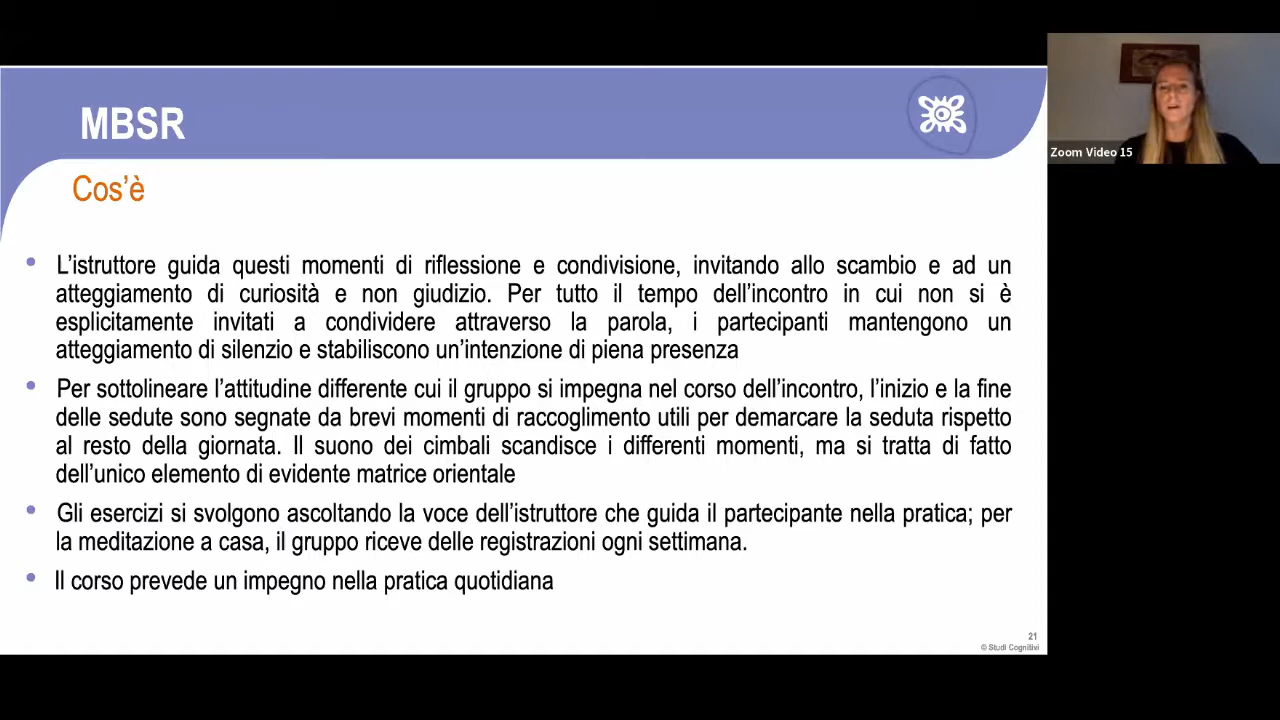 MBSR
Cos'è
• L'istruttore guida questi momenti di riflessione e condivisione, invitando allo scambio e ad un
atteggiamento di curiosità e non giudizio. Per tutto il tempo dell'incontro in cui non si è
esplicitamente invitati a condividere attraverso la parola, i partecipanti mantengono un
atteggiamento di silenzio e stabiliscono un'intenzione di piena presenza
• Per sottolineare l'attitudine differente cui il gruppo si impegna nel corso dell'incontro, l'inizio e la fine
delle sedute sono segnate da brevi momenti di raccoglimento utili per demarcare la seduta rispetto
al resto della giornata. Il suono dei cimbali scandisce i differenti momenti, ma si tratta di fatto
dell'unico elemento di evidente matrice orientale
• Gli esercizi si svolgono ascoltando la voce dell'istruttore che guida il partecipante nella pratica; per
la meditazione a casa, il gruppo riceve delle registrazioni ogni settimana.
• Il corso prevede un impegno nella pratica quotidiana
21
© Studi Cognitivi
Zoom Video 15